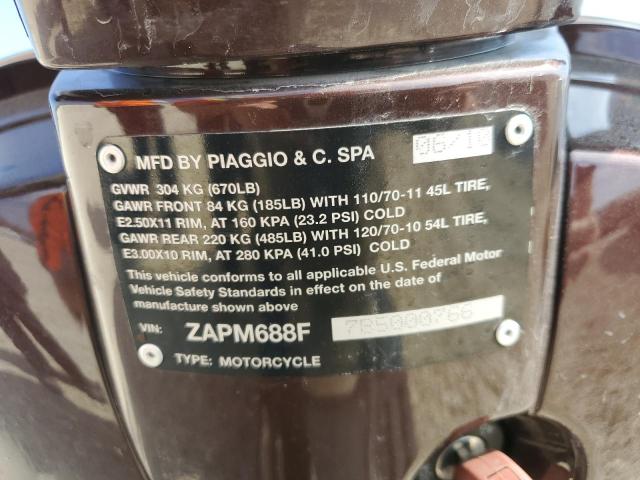 MFD BY PIAGGIO & C. SPA 06/10
GVWR 304 KG (670LB)
GAWR FRONT 84 KG (185LB) WITH 110/70-11 45L TIRE,
E2.50X11 RIM, AT 160 KPA (23.2 PSI) COLD
GAWR REAR 220 KG (485LB) WITH 120/70-10 54L TIRE,
E3.00X10 RIM, AT 280 KPA (41.0 PSI) COLD
This vehicle conforms to all applicable U.S. Federal Motor
Vehicle Safety Standards in effect on the date of
manufacture shown above
VIN: ZAPM688F 7B5000766
TYPE: MOTORCYCLE